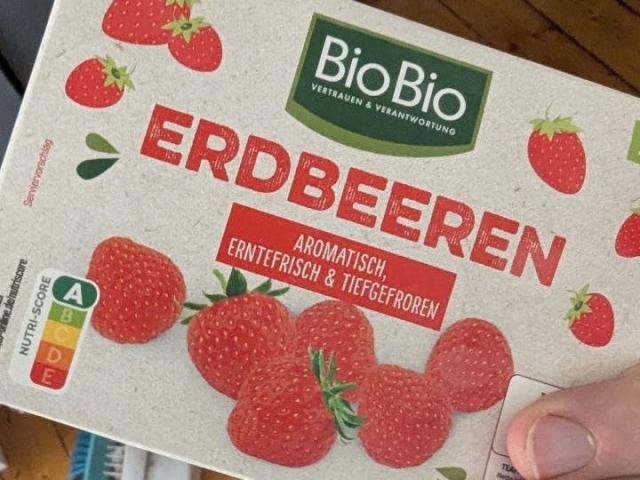 BioBio
VERTRAUEN & VERANTWORTUNG
ERDBEEREN
AROMATISCH,
ERNTEFRISCH & TIEFGEFROREN
Serviervorschlag
NUTRI-SCORE
A
B
C
D
E